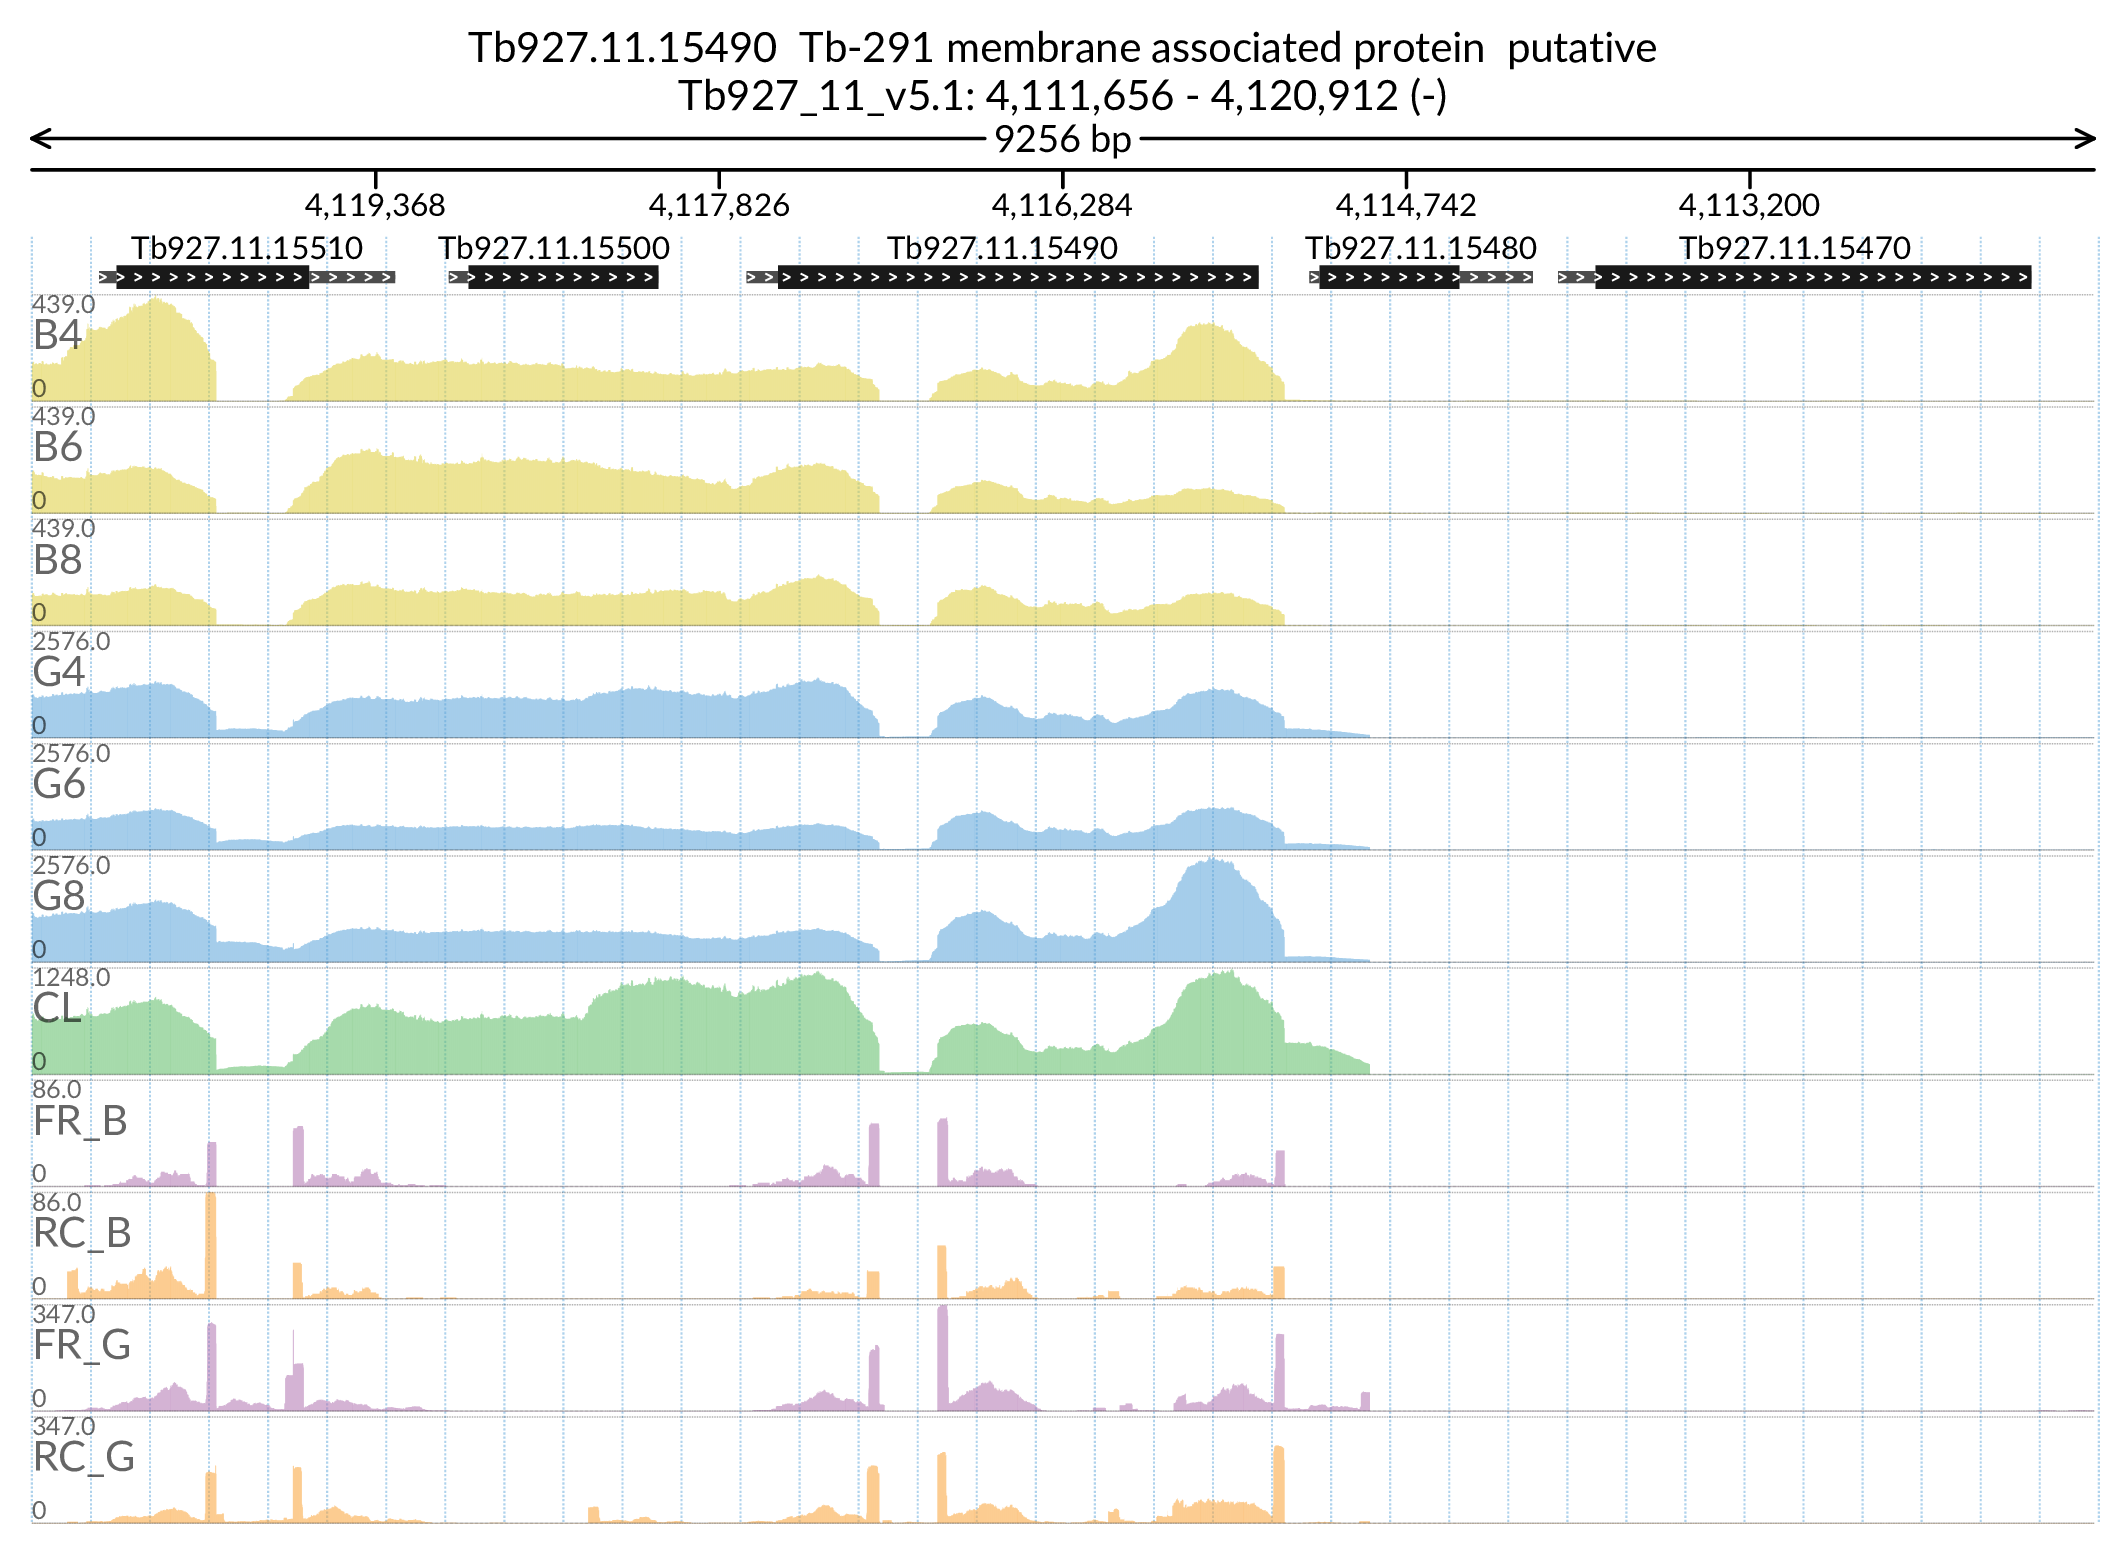 Tb927.11.15490  Tb-291 membrane associated protein  putative
Tb927_11_v5.1: 4,111,656 - 4,120,912 (-)
9256 bp
4,119,368 4,117,826 4,116,284 4,114,742 4,113,200
Tb927.11.15510 Tb927.11.15500 Tb927.11.15490 Tb927.11.15480 Tb927.11.15470
439.0
B4
0
439.0
B6
0
439.0
B8
0
2576.0
G4
0
2576.0
G6
0
2576.0
G8
0
1248.0
CL
0
86.0
FR_B
0
86.0
RC_B
0
347.0
FR_G
0
347.0
RC_G
0